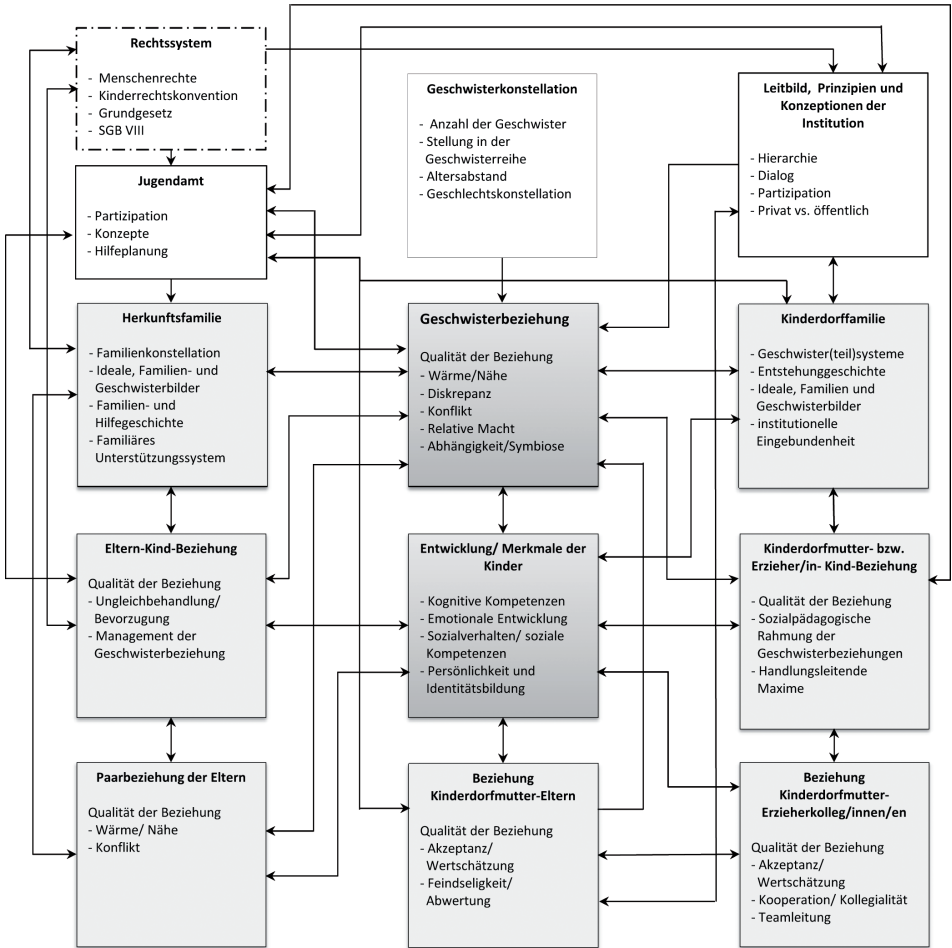 Rechtssystem
- Menschenrechte
- Kinderrechtskonvention
- Grundgesetz
- SGB VIII
Jugendamt
- Partizipation
- Konzepte
- Hilfeplanung
Geschwisterkonstellation
- Anzahl der Geschwister
- Stellung in der
Geschwisterreihe
- Altersabstand
- Geschlechtskonstellation
Leitbild, Prinzipien und
Konzeptionen der
Institution
- Hierarchie
- Dialog
- Partizipation
- Privat vs. öffentlich
Herkunftsfamilie
- Familienkonstellation
- Ideale, Familien- und
Geschwisterbilder
- Familien- und
Hilfegeschichte
- Familiäres
Unterstützungssystem
Geschwisterbeziehung
Qualität der Beziehung
- Wärme/Nähe
- Diskrepanz
- Konflikt
- Relative Macht
- Abhängigkeit/Symbiose
Kinderdorffamilie
- Geschwister(teil)systeme
- Entstehunggeschichte
- Ideale, Familien und
Geschwisterbilder
- institutionelle
Eingebundenheit
Eltern-Kind-Beziehung
Qualität der Beziehung
- Ungleichbehandlung/
Bevorzugung
- Management der
Geschwisterbeziehung
Entwicklung/ Merkmale der
Kinder
- Kognitive Kompetenzen
- Emotionale Entwicklung
- Sozialverhalten/ soziale
Kompetenzen
- Persönlichkeit und
Identitätsbildung
Kinderdorfmutter- bzw.
Erzieher/in- Kind-Beziehung
- Qualität der Beziehung
- Sozialpädagogische
Rahmung der
Geschwisterbeziehungen
- Handlungsleitende
Maxime
Paarbeziehung der Eltern
Qualität der Beziehung
- Wärme/ Nähe
- Konflikt
Beziehung
Kinderdorfmutter-Eltern
Qualität der Beziehung
- Akzeptanz/
Wertschätzung
- Feindseligkeit/
Abwertung
Beziehung
Kinderdorfmutter-
Erzieherkolleg/innen/en
Qualität der Beziehung
- Akzeptanz/
Wertschätzung
- Kooperation/ Kollegialität
- Teamleitung